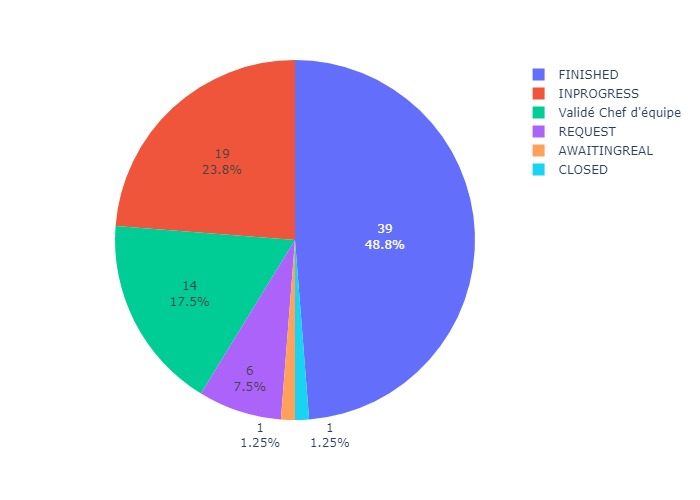 FINISHED
INPROGRESS
Validé Chef d'équipe
REQUEST
AWAITINGREAL
CLOSED
19
23.8%
39
48.8%
14
17.5%
6
7.5%
1
1.25%
1
1.25%